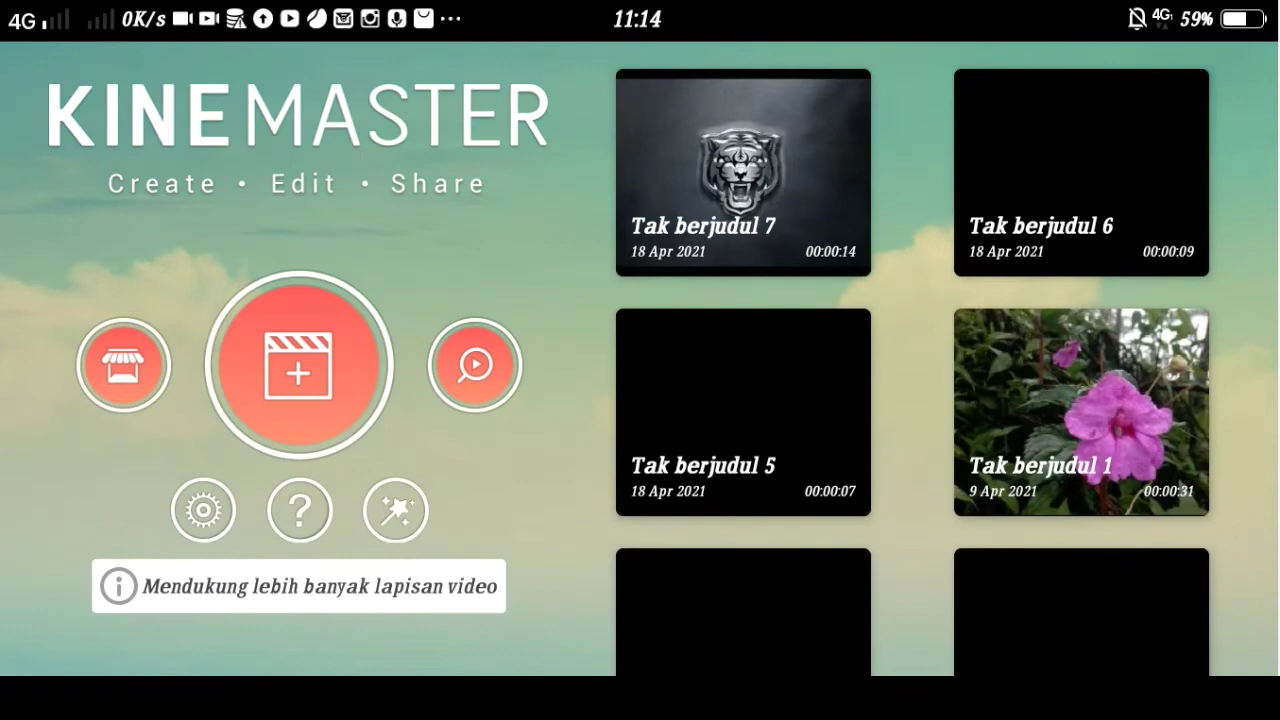 4G 0K/s 11:14 4G 59%
KINEMASTER
Create • Edit • Share
Tak berjudul 7
18 Apr 2021 00:00:14
Tak berjudul 6
18 Apr 2021 00:00:09
Tak berjudul 5
18 Apr 2021 00:00:07
Tak berjudul 1
9 Apr 2021 00:00:31
Mendukung lebih banyak lapisan video